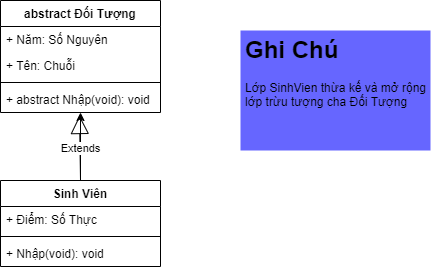 abstract Đối Tượng
+ Năm: Số Nguyên
+ Tên: Chuỗi
+ abstract Nhập(void): void
Extends
Sinh Viên
+ Điểm: Số Thực
+ Nhập(void): void
Ghi Chú
Lớp SinhVien thừa kế và mở rộng
lớp trừu tượng cha Đối Tượng